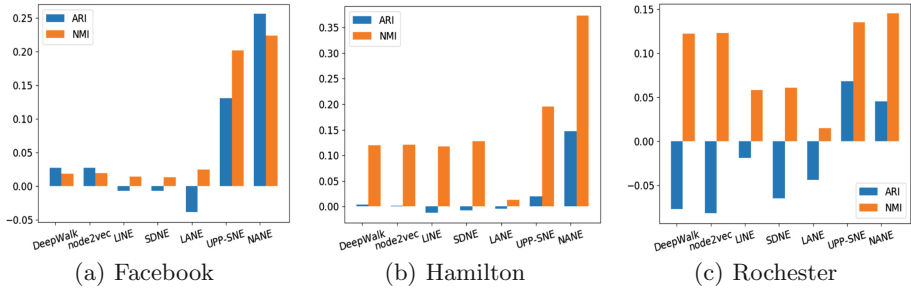 0.25
0.20
0.15
0.10
0.05
0.00
−0.05
ARI
NMI
DeepWalk
node2vec
LINE
SDNE
LANE
UPP-SNE
NANE
(a) Facebook
0.35
0.30
0.25
0.20
0.15
0.10
0.05
0.00
ARI
NMI
DeepWalk
node2vec
LINE
SDNE
LANE
UPP-SNE
NANE
(b) Hamilton
0.15
0.10
0.05
0.00
−0.05
ARI
NMI
DeepWalk
node2vec
LINE
SDNE
LANE
UPP-SNE
NANE
(c) Rochester